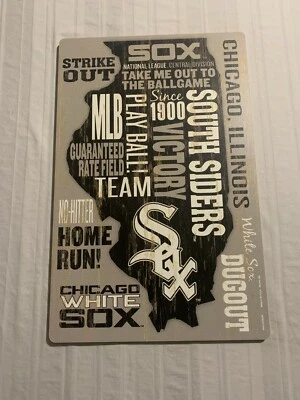 SOX
NATIONAL LEAGUE CENTRAL DIVISION
STRIKE
OUT
TAKE ME OUT TO
THE BALLGAME
CHICAGO, ILLINOIS
MLB
PLAY BALL!
Since
1900
SOUTH SIDERS
VICTORY
GUARANTEED
RATE FIELD
TEAM
NO-HITTER
HOME
RUN!
Sox
White Sox
DUGOUT
CHICAGO
WHITE
SOX